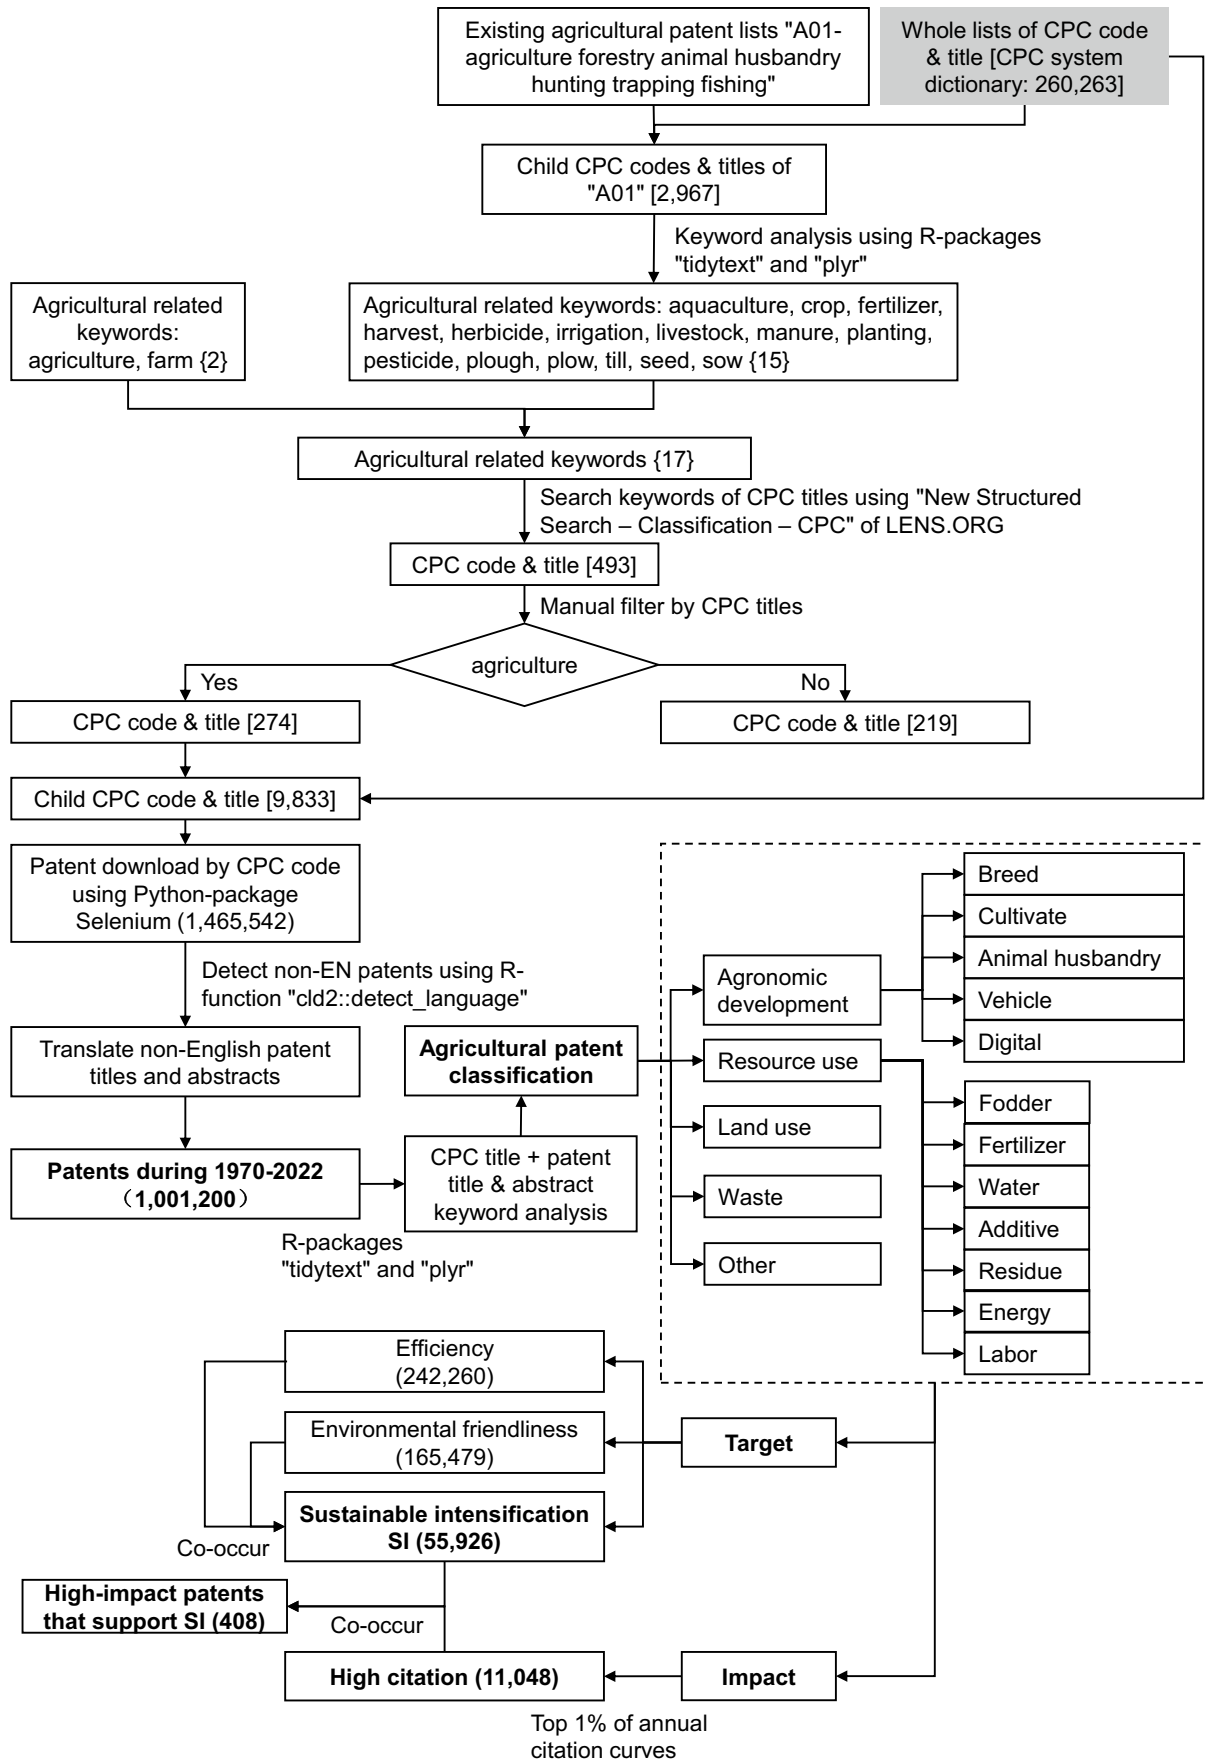 Existing agricultural patent lists "A01-
agriculture forestry animal husbandry
hunting trapping fishing"
Whole lists of CPC code
& title [CPC system
dictionary: 260,263]
Child CPC codes & titles of
"A01" [2,967]
Keyword analysis using R-packages
"tidytext" and "plyr"
Agricultural related
keywords:
agriculture, farm {2}
Agricultural related keywords: aquaculture, crop, fertilizer,
harvest, herbicide, irrigation, livestock, manure, planting,
pesticide, plough, plow, till, seed, sow {15}
Agricultural related keywords {17}
Search keywords of CPC titles using "New Structured
Search – Classification – CPC" of LENS.ORG
CPC code & title [493]
Manual filter by CPC titles
agriculture
Yes
No
CPC code & title [274]
CPC code & title [219]
Child CPC code & title [9,833]
Patent download by CPC code
using Python-package
Selenium (1,465,542)
Detect non-EN patents using R-
function "cld2::detect_language"
Translate non-English patent
titles and abstracts
Patents during 1970-2022
（1,001,200）
R-packages
"tidytext" and "plyr"
CPC title + patent
title & abstract
keyword analysis
Agricultural patent
classification
Agronomic
development
Resource use
Land use
Waste
Other
Breed
Cultivate
Animal husbandry
Vehicle
Digital
Fodder
Fertilizer
Water
Additive
Residue
Energy
Labor
Efficiency
(242,260)
Environmental friendliness
(165,479)
Target
Sustainable intensification
SI (55,926)
Co-occur
High-impact patents
that support SI (408)
Co-occur
High citation (11,048)
Impact
Top 1% of annual
citation curves